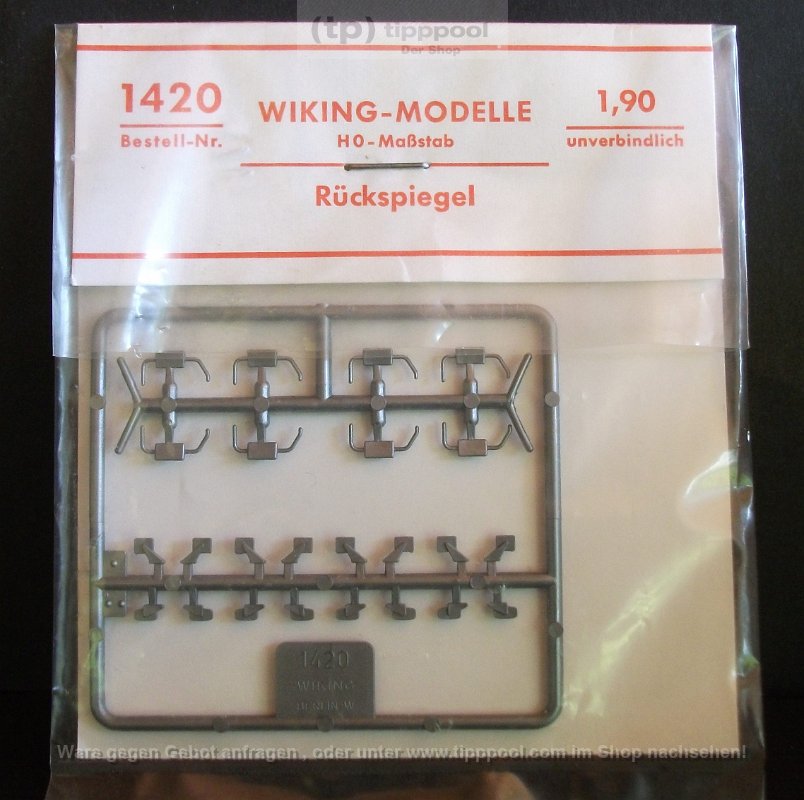 (tp) tipppool
Der Shop
1420
Bestell-Nr.
WIKING-MODELLE
H0-Maßstab
1,90
unverbindlich
Rückspiegel
1420
WIKING
BERLIN W
Ware gegen Gebot anfragen , oder unter www.tipppool.com im Shop nachsehen!